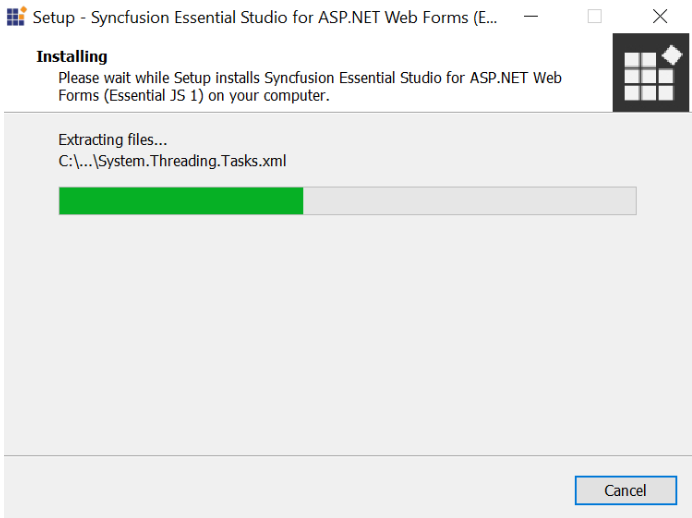 Setup - Syncfusion Essential Studio for ASP.NET Web Forms (E...
Installing
Please wait while Setup installs Syncfusion Essential Studio for ASP.NET Web
Forms (Essential JS 1) on your computer.
Extracting files...
C:\...\System.Threading.Tasks.xml
Cancel